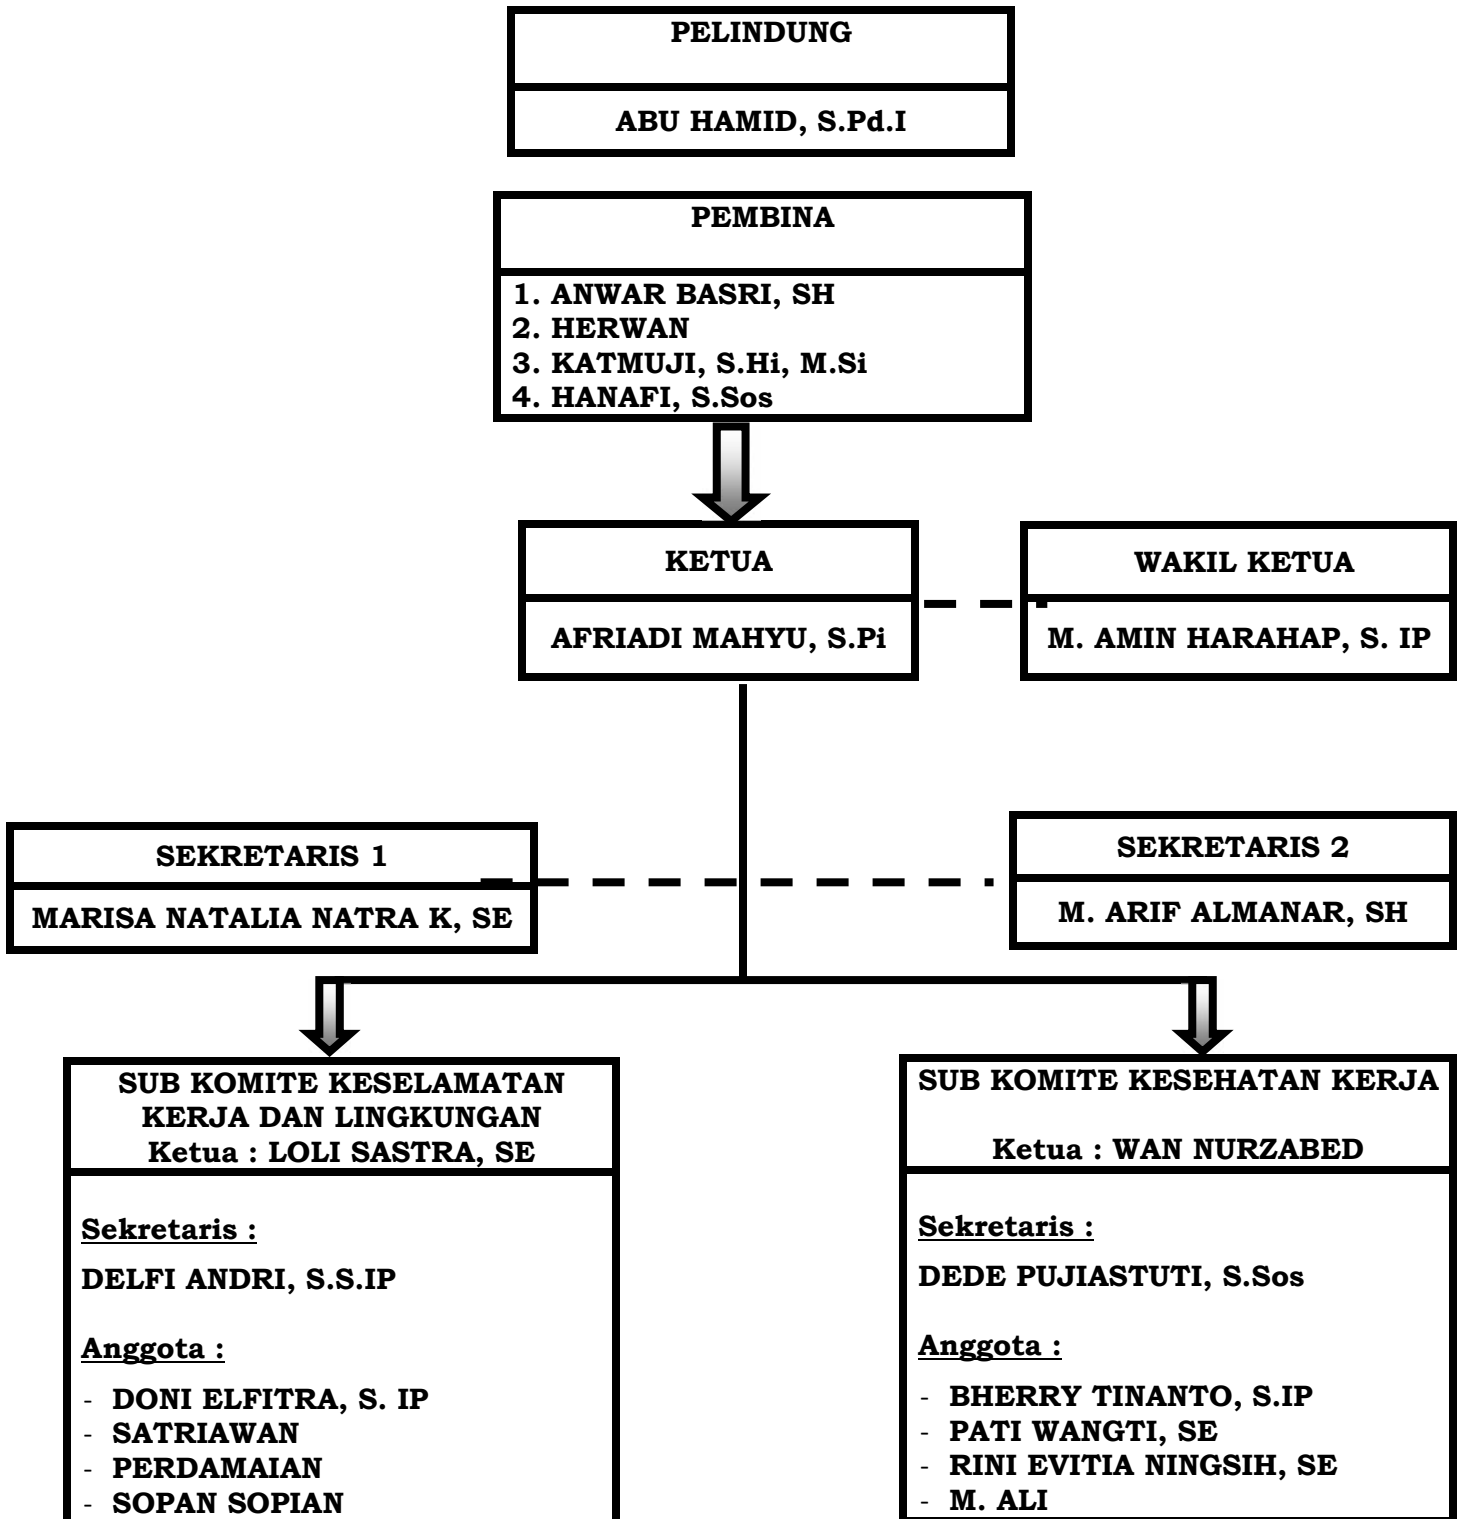 PELINDUNG
ABU HAMID, S.Pd.I
PEMBINA
1. ANWAR BASRI, SH
2. HERWAN
3. KATMUJI, S.Hi, M.Si
4. HANAFI, S.Sos
KETUA
AFRIADI MAHYU, S.Pi
WAKIL KETUA
M. AMIN HARAHAP, S. IP
SEKRETARIS 1
MARISA NATALIA NATRA K, SE
SEKRETARIS 2
M. ARIF ALMANAR, SH
SUB KOMITE KESELAMATAN
KERJA DAN LINGKUNGAN
Ketua : LOLI SASTRA, SE
Sekretaris :
DELFI ANDRI, S.S.IP
Anggota :
- DONI ELFITRA, S. IP
- SATRIAWAN
- PERDAMAIAN
- SOPAN SOPIAN
SUB KOMITE KESEHATAN KERJA
Ketua : WAN NURZABED
Sekretaris :
DEDE PUJIASTUTI, S.Sos
Anggota :
- BHERRY TINANTO, S.IP
- PATI WANGTI, SE
- RINI EVITIA NINGSIH, SE
- M. ALI